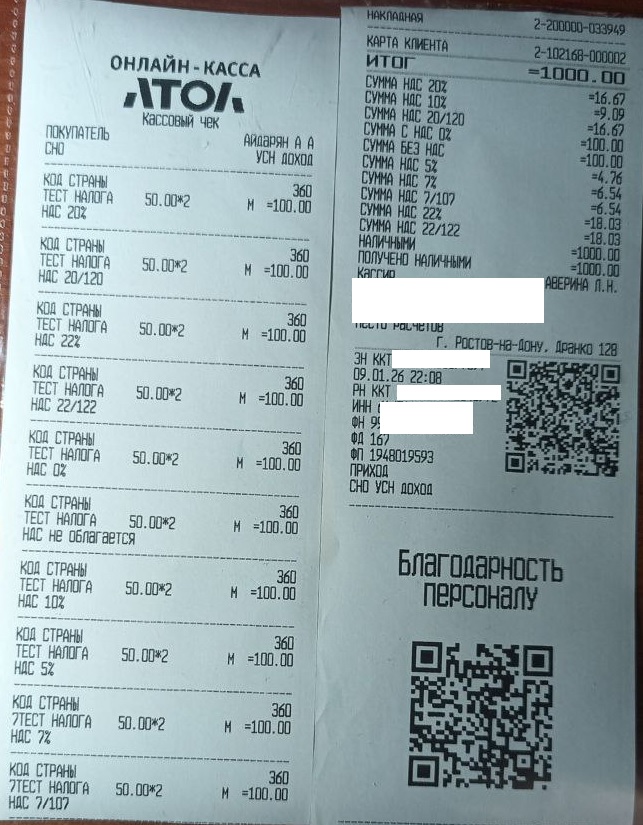 ОНЛАЙН-КАССА
АТОЛ
Кассовый чек
ПОКУПАТЕЛЬ АЙДАРЯН А А
СНО УСН ДОХОД
КОД СТРАНЫ 360
ТЕСТ НАЛОГА 50.00*2 М =100.00
НДС 20%
КОД СТРАНЫ 360
ТЕСТ НАЛОГА 50.00*2 М =100.00
НДС 20/120
КОД СТРАНЫ 360
ТЕСТ НАЛОГА 50.00*2 М =100.00
НДС 22%
КОД СТРАНЫ 360
ТЕСТ НАЛОГА 50.00*2 М =100.00
НДС 22/122
КОД СТРАНЫ 360
ТЕСТ НАЛОГА 50.00*2 М =100.00
НДС 0%
КОД СТРАНЫ 360
ТЕСТ НАЛОГА 50.00*2 М =100.00
НДС не облагается
КОД СТРАНЫ 360
ТЕСТ НАЛОГА 50.00*2 М =100.00
НДС 10%
КОД СТРАНЫ 360
ТЕСТ НАЛОГА 50.00*2 М =100.00
НДС 5%
КОД СТРАНЫ 360
7ТЕСТ НАЛОГА 50.00*2 М =100.00
НДС 7%
КОД СТРАНЫ 360
7ТЕСТ НАЛОГА 50.00*2 М =100.00
НДС 7/107
НАКЛАДНАЯ 2-200000-033949
КАРТА КЛИЕНТА 2-102168-000002
ИТОГ =1000.00
СУММА НДС 20% =16.67
СУММА НДС 10% =9.09
СУММА НДС 20/120 =16.67
СУММА С НДС 0% =100.00
СУММА БЕЗ НДС =100.00
СУММА НДС 5% =4.76
СУММА НДС 7% =6.54
СУММА НДС 7/107 =6.54
СУММА НДС 22% =18.03
СУММА НДС 22/122 =18.03
НАЛИЧНЫМИ =1000.00
ПОЛУЧЕНО НАЛИЧНЫМИ =1000.00
Кассир АВЕРИНА Л.Н.
Место расчетов
г. Ростов-на-Дону, Дранко 128
ЗН ККТ
09.01.26 22:08
РН ККТ
ИНН
ФН 99
ФД 167
ФП 1948019593
ПРИХОД
СНО УСН ДОХОД
Благодарность
персоналу